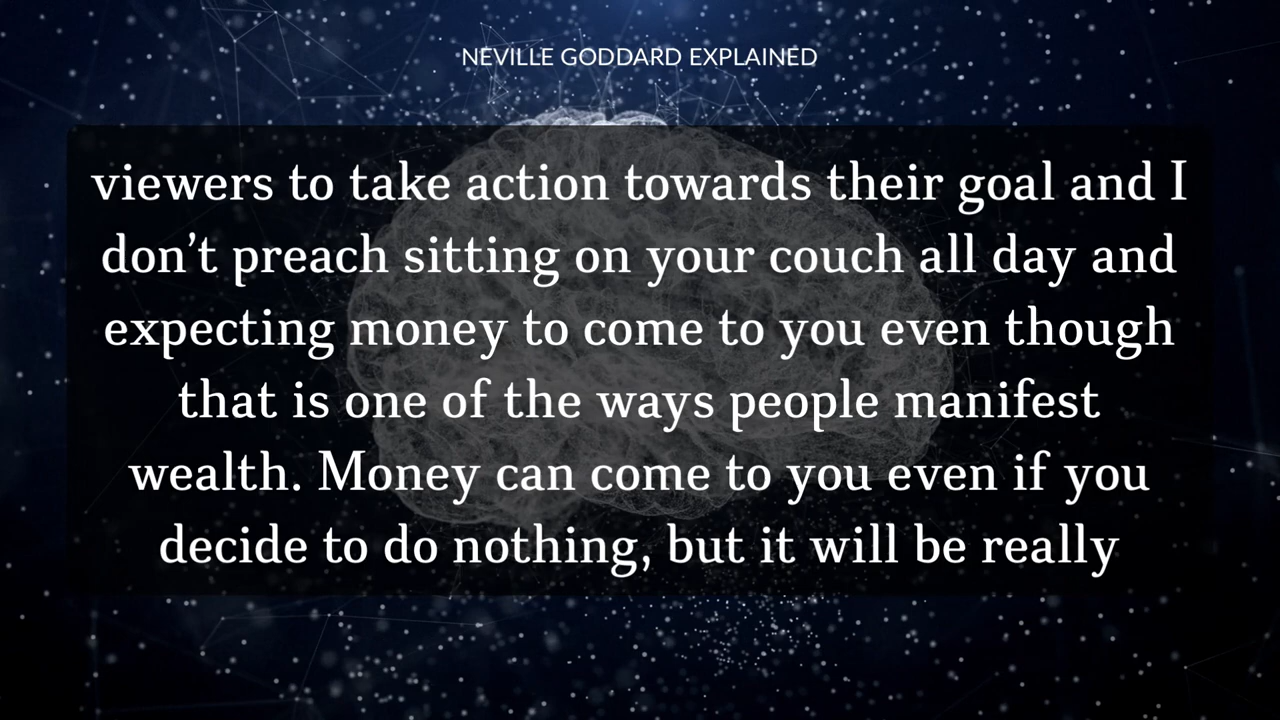 NEVILLE GODDARD EXPLAINED
viewers to take action towards their goal and I
don’t preach sitting on your couch all day and
expecting money to come to you even though
that is one of the ways people manifest
wealth. Money can come to you even if you
decide to do nothing, but it will be really